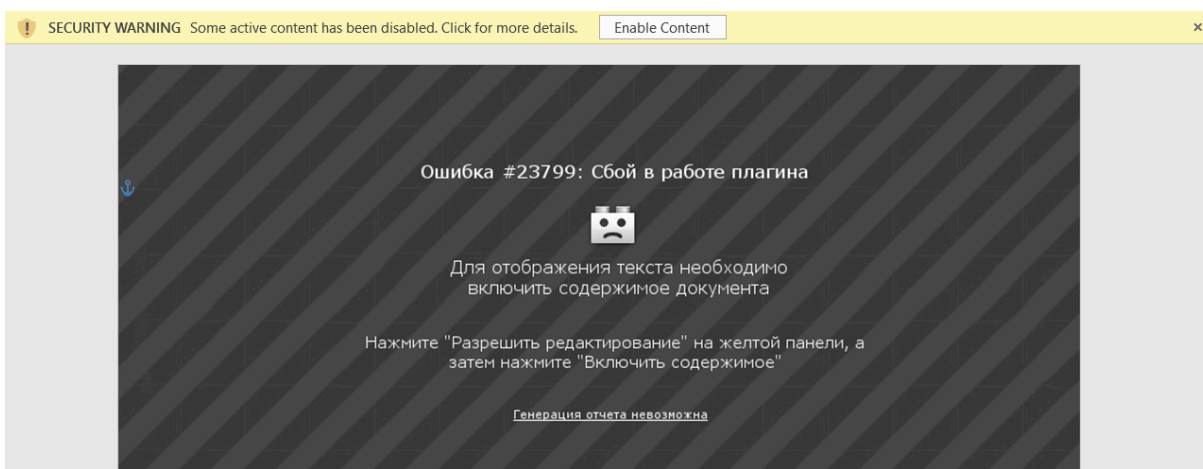 SECURITY WARNING Some active content has been disabled. Click for more details. Enable Content
Ошибка #23799: Сбой в работе плагина
Для отображения текста необходимо
включить содержимое документа
Нажмите "Разрешить редактирование" на желтой панели, а
затем нажмите "Включить содержимое"
Генерация отчета невозможна